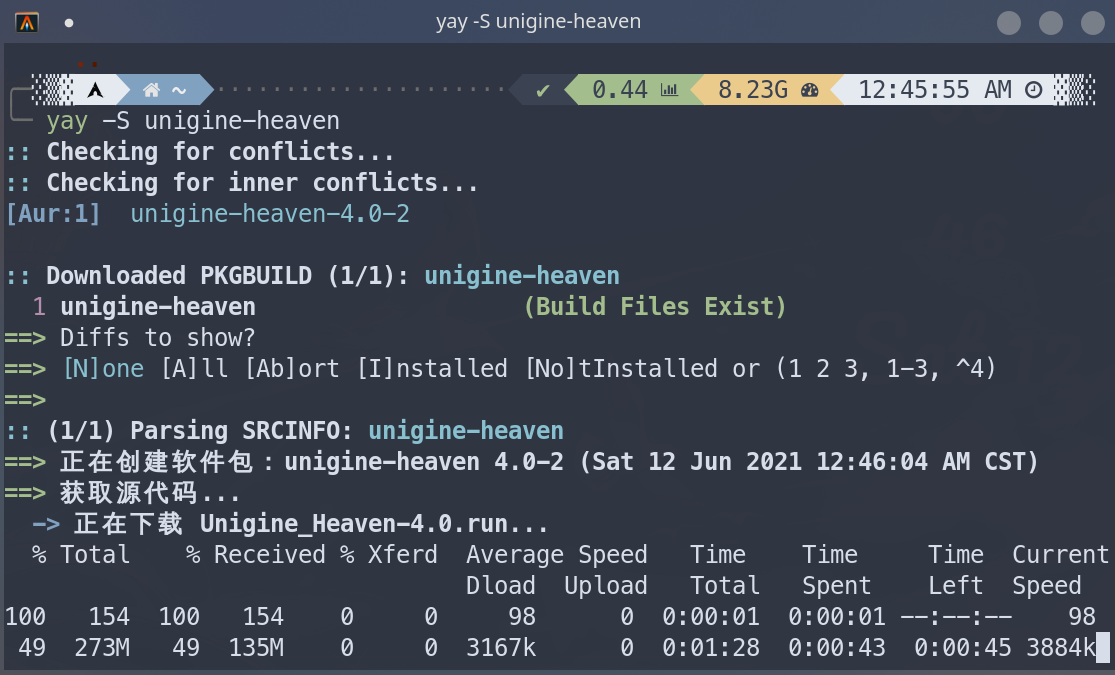 yay -S unigine-heaven
~ ✔ 0.44 8.23G 12:45:55 AM
yay -S unigine-heaven
:: Checking for conflicts...
:: Checking for inner conflicts...
[Aur:1]  unigine-heaven-4.0-2
:: Downloaded PKGBUILD (1/1): unigine-heaven
  1 unigine-heaven                   (Build Files Exist)
==> Diffs to show?
==> [N]one [A]ll [Ab]ort [I]nstalled [No]tInstalled or (1 2 3, 1-3, ^4)
==>
:: (1/1) Parsing SRCINFO: unigine-heaven
==> 正在创建软件包：unigine-heaven 4.0-2 (Sat 12 Jun 2021 12:46:04 AM CST)
==> 获取源代码...
  -> 正在下载 Unigine_Heaven-4.0.run...
  % Total    % Received % Xferd  Average Speed   Time    Time     Time  Current
                                 Dload  Upload   Total   Spent    Left  Speed
100   154  100   154    0     0     98      0  0:00:01  0:00:01 --:--:--    98
 49  273M   49  135M    0     0  3167k      0  0:01:28  0:00:43  0:00:45 3884k